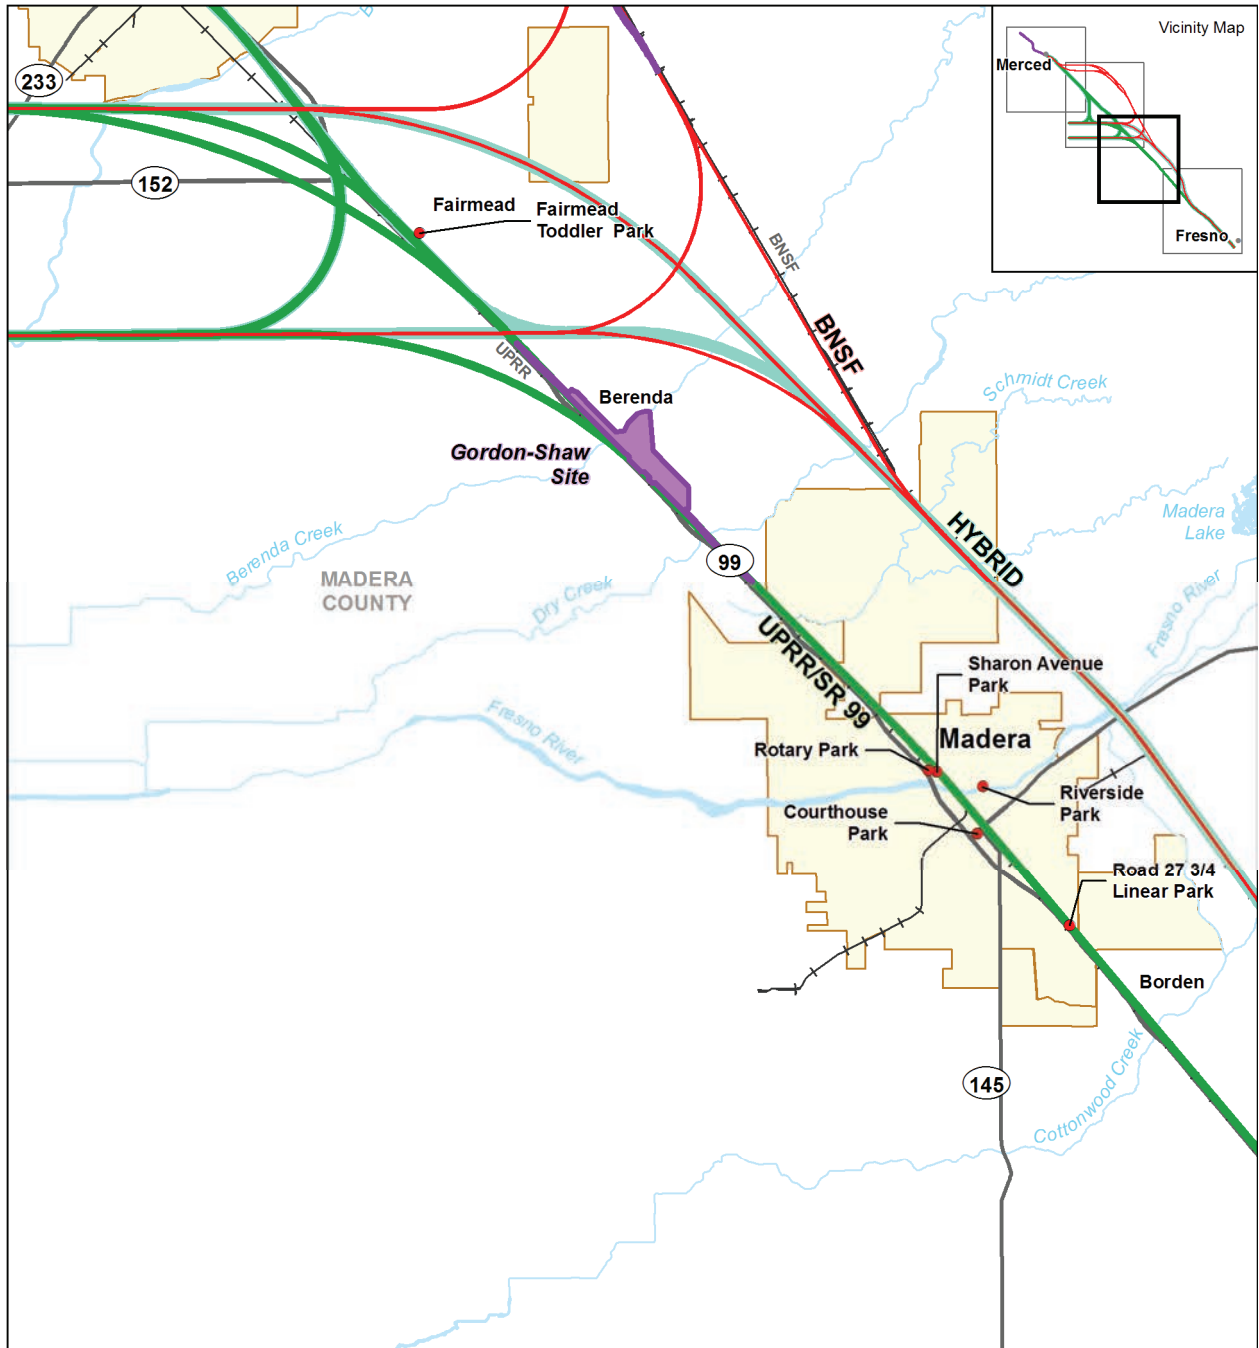 Vicinity Map
Merced
Fresno
233
152
Fairmead
Fairmead
Toddler Park
BNSF
BNSF
UPRR
Berenda
Gordon-Shaw
Site
Schmidt Creek
Madera
Lake
HYBRID
99
Berenda Creek
MADERA
COUNTY
Dry Creek
Fresno River
UPRR/SR 99
Sharon Avenue
Park
Fresno River
Madera
Rotary Park
Riverside
Park
Courthouse
Park
Road 27 3/4
Linear Park
Borden
145
Cottonwood Creek